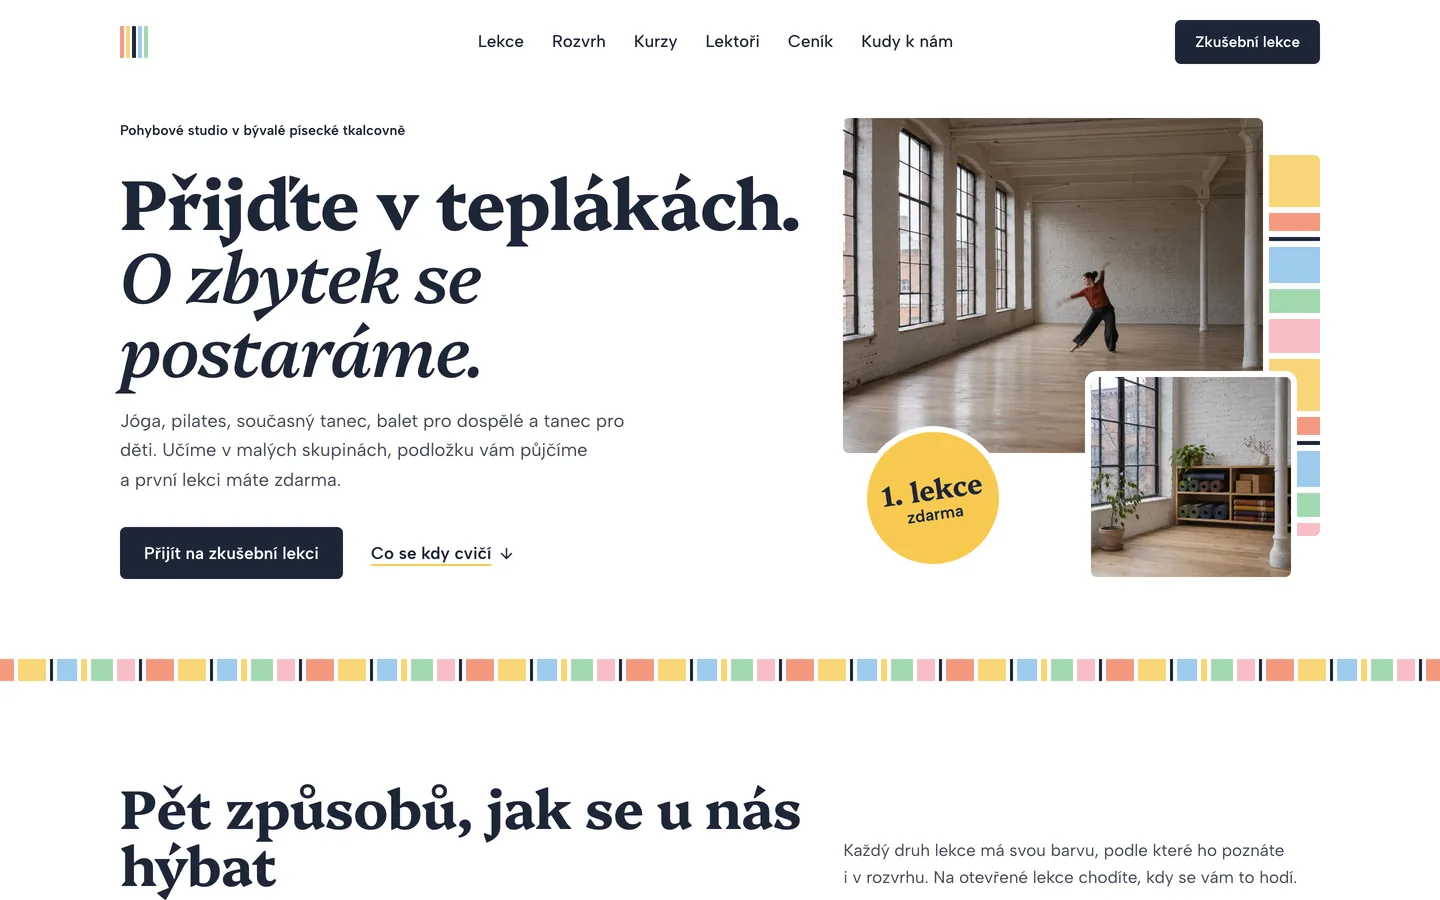 Lekce Rozvrh Kurzy Lektoři Ceník Kudy k nám
Zkušební lekce
Pohybové studio v bývalé písecké tkalcovně
Přijďte v teplákách.
O zbytek se
postaráme.
Jóga, pilates, současný tanec, balet pro dospělé a tanec pro
děti. Učíme v malých skupinách, podložku vám půjčíme
a první lekci máte zdarma.
Přijít na zkušební lekci
Co se kdy cvičí ↓
1. lekce
zdarma
Pět způsobů, jak se u nás
hýbat
Každý druh lekce má svou barvu, podle které ho poznáte
i v rozvrhu. Na otevřené lekce chodíte, kdy se vám to hodí.